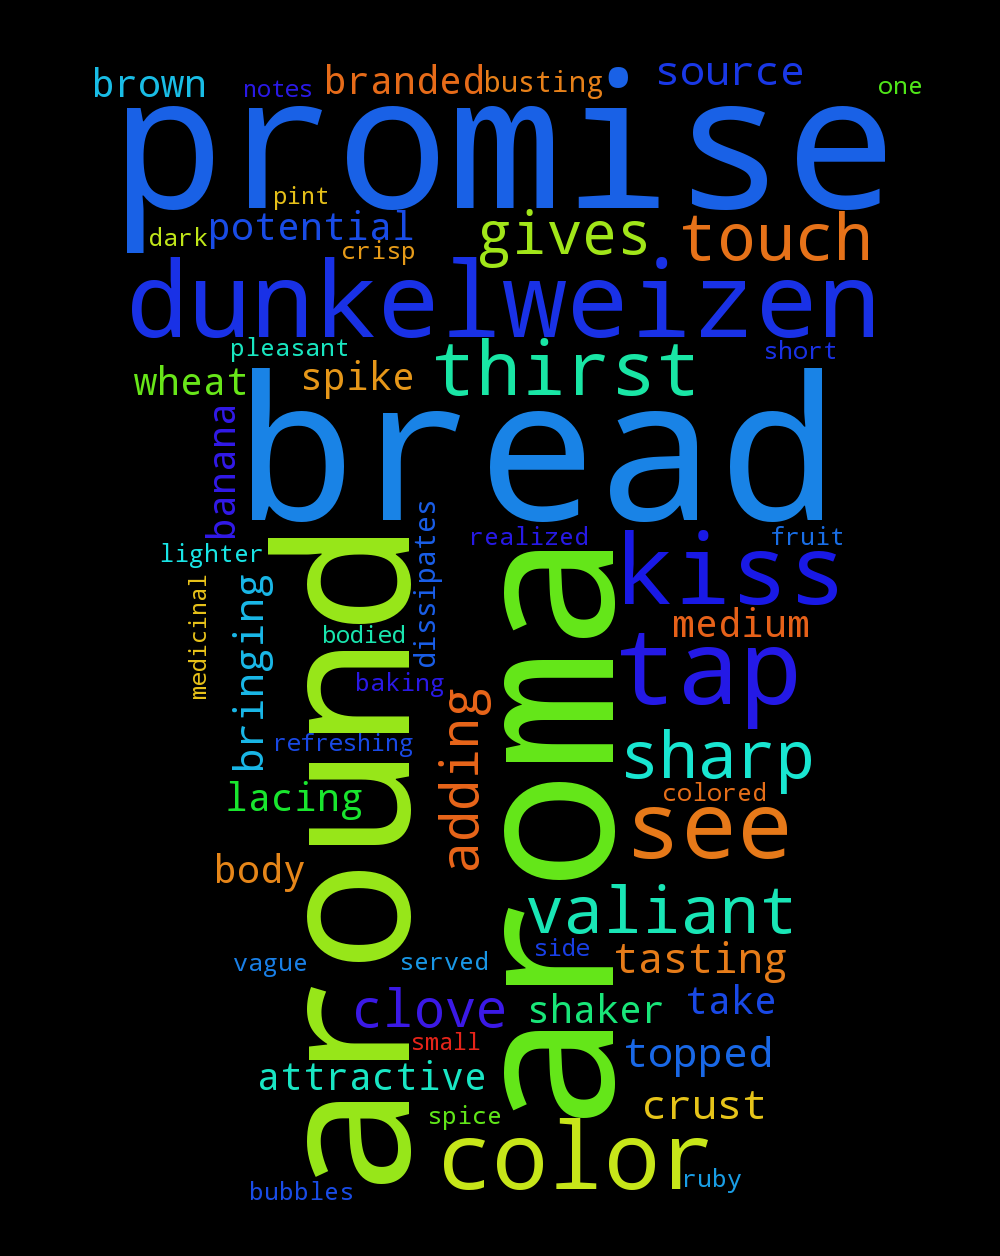 brown
notes
branded
busting
source
one
promise
pint
dark
potential
crisp
gives
touch
dunkelweizen
pleasant
thirst
short
wheat
spike
bread
banana
dissipates
realized
fruit
lighter
around
aroma
kiss
medicinal
bringing
bodied
medium
baking
tap
adding
refreshing
sharp
lacing
colored
see
body
valiant
vague
served
side
tasting
clove
shaker
take
small
topped
attractive
crust
spice
color
bubbles
ruby